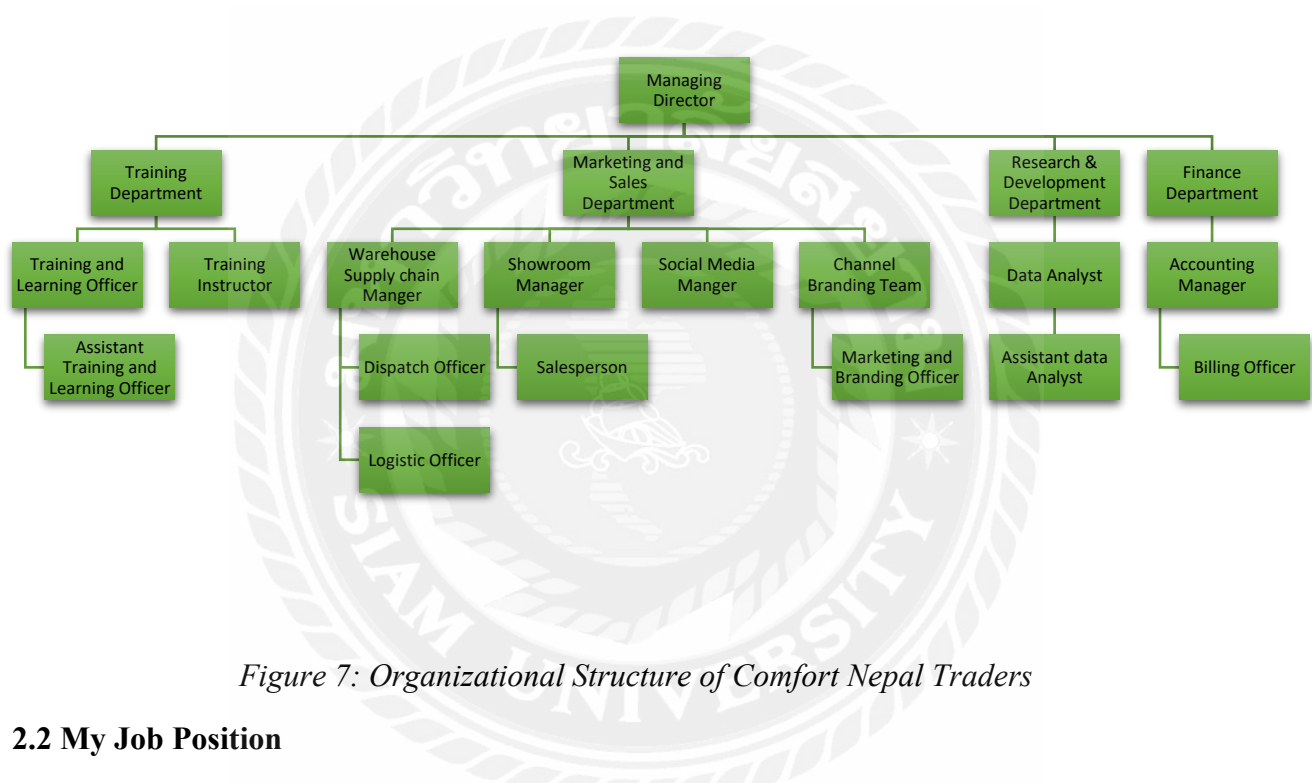 Managing
Director
Training
Department
Marketing and
Sales
Department
Research &
Development
Department
Finance
Department
Training and
Learning Officer
Training
Instructor
Warehouse
Supply chain
Manger
Showroom
Manager
Social Media
Manger
Channel
Branding Team
Data Analyst
Accounting
Manager
Assistant
Training and
Learning Officer
Dispatch Officer
Salesperson
Marketing and
Branding Officer
Assistant data
Analyst
Billing Officer
Logistic Officer
SIAM UNIVERSITY
Figure 7: Organizational Structure of Comfort Nepal Traders
2.2 My Job Position